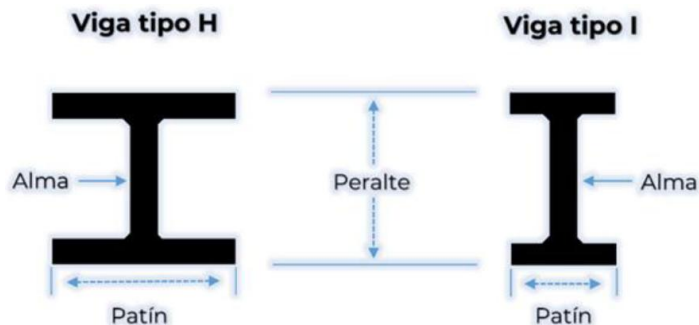 Viga tipo H
Viga tipo I
Alma
Peralte
Alma
Patín
Patín